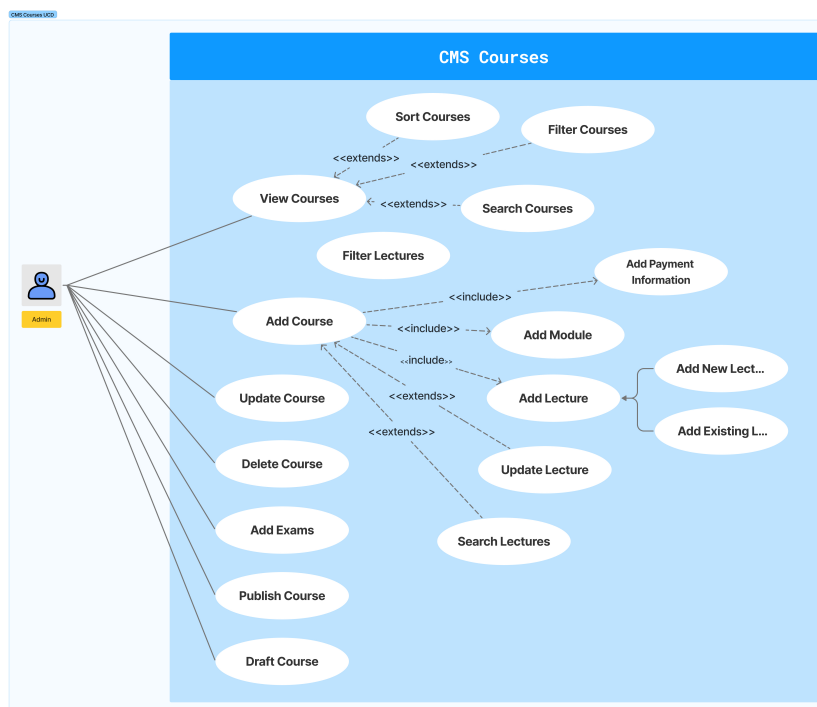 CMS Courses UCD
CMS Courses
Sort Courses
Filter Courses
<<extends>>
<<extends>>
View Courses
<<extends>>
Search Courses
Filter Lectures
Add Payment
Information
<<include>>
Admin
Add Course
<<include>>
Add Module
<<include>>
Add New Lect...
Update Course
<<extends>>
Add Lecture
<<extends>>
Add Existing L...
Delete Course
Update Lecture
Add Exams
Search Lectures
Publish Course
Draft Course